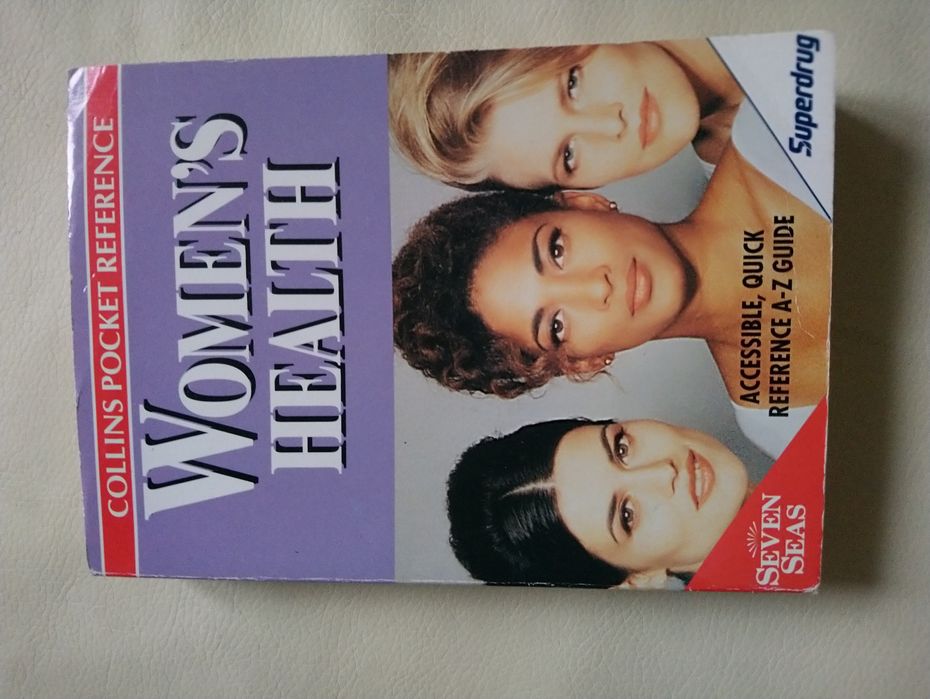 COLLINS POCKET REFERENCE
WOMEN'S
HEALTH
ACCESSIBLE, QUICK
REFERENCE A-Z GUIDE
SEVEN
SEAS
Superdrug